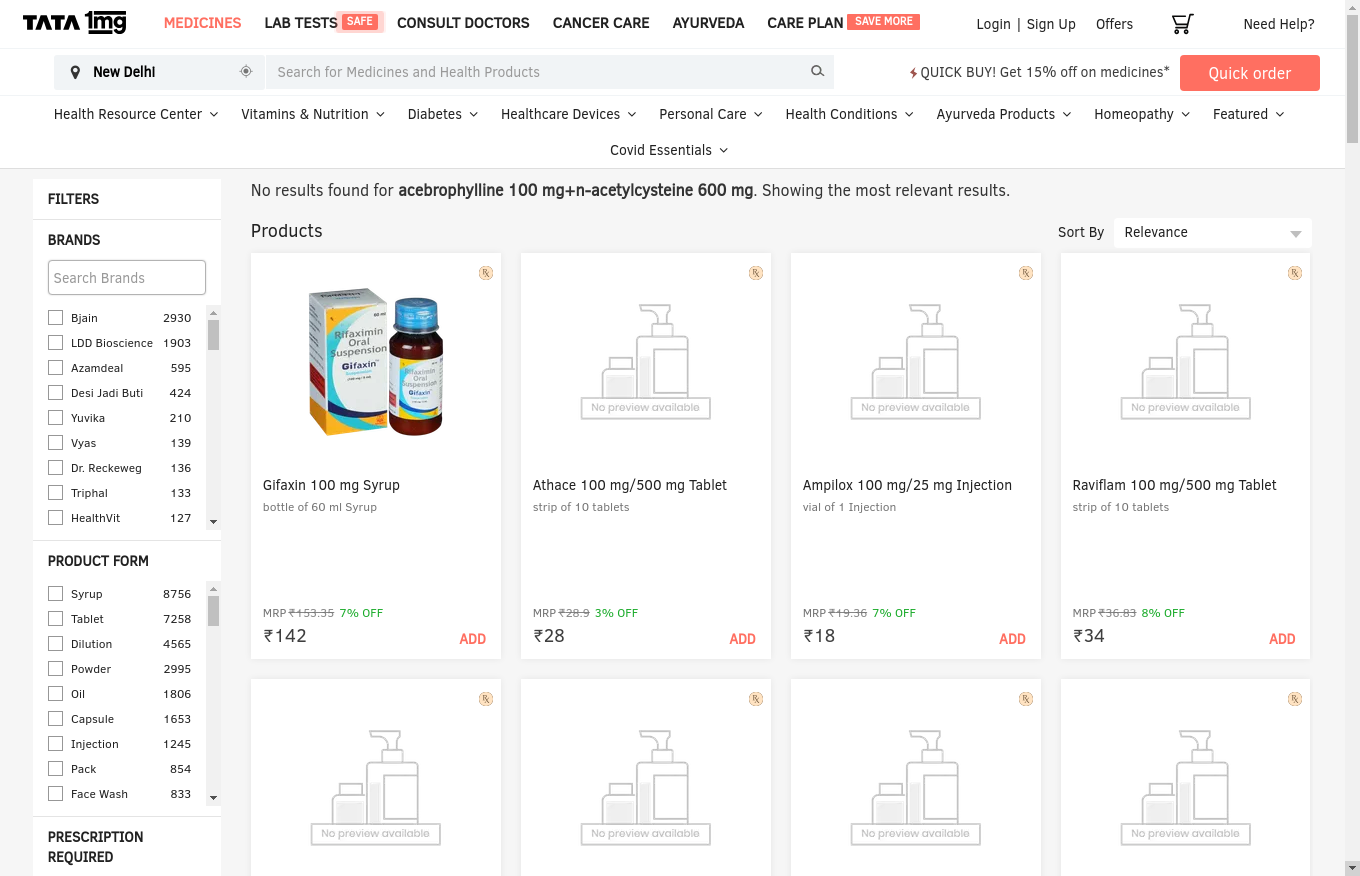 TATA 1mg
MEDICINES
LAB TESTS SAFE
CONSULT DOCTORS
CANCER CARE
AYURVEDA
CARE PLAN SAVE MORE
Login | Sign Up
Offers
Need Help?
New Delhi
Search for Medicines and Health Products
QUICK BUY! Get 15% off on medicines*
Quick order
Health Resource Center
Vitamins & Nutrition
Diabetes
Healthcare Devices
Personal Care
Health Conditions
Ayurveda Products
Homeopathy
Featured
Covid Essentials
FILTERS
BRANDS
Search Brands
Bjain 2930
LDD Bioscience 1903
Azamdeal 595
Desi Jadi Buti 424
Yuvika 210
Vyas 139
Dr. Reckeweg 136
Triphal 133
HealthVit 127
PRODUCT FORM
Syrup 8756
Tablet 7258
Dilution 4565
Powder 2995
Oil 1806
Capsule 1653
Injection 1245
Pack 854
Face Wash 833
PRESCRIPTION
REQUIRED
No results found for acebrophylline 100 mg+n-acetylcysteine 600 mg. Showing the most relevant results.
Products
Sort By Relevance
Rifaximin
Oral
Suspension
Gifaxin
Gifaxin
Gifaxin 100 mg Syrup
bottle of 60 ml Syrup
MRP ₹153.35 7% OFF
₹142
ADD
No preview available
Athace 100 mg/500 mg Tablet
strip of 10 tablets
MRP ₹28.9 3% OFF
₹28
ADD
No preview available
Ampilox 100 mg/25 mg Injection
vial of 1 Injection
MRP ₹19.36 7% OFF
₹18
ADD
No preview available
Raviflam 100 mg/500 mg Tablet
strip of 10 tablets
MRP ₹36.83 8% OFF
₹34
ADD
No preview available
No preview available
No preview available
No preview available